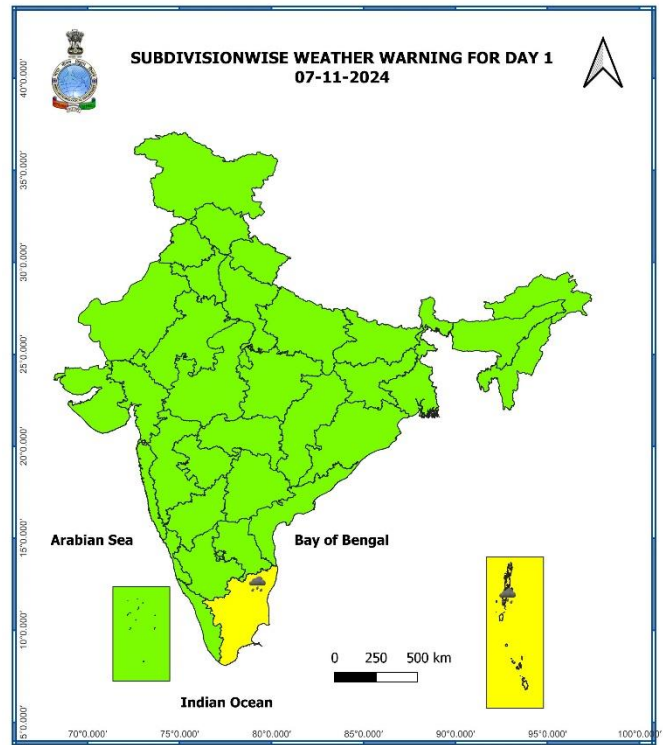 SUBDIVISIONWISE WEATHER WARNING FOR DAY 1
07-11-2024
40°0.000'
35°0.000'
30°0.000'
25°0.000'
20°0.000'
15°0.000'
10°0.000'
5°0.000'
Arabian Sea
Bay of Bengal
0 250 500 km
Indian Ocean
70°0.000' 75°0.000' 80°0.000' 85°0.000' 90°0.000' 95°0.000' 100°0.000'